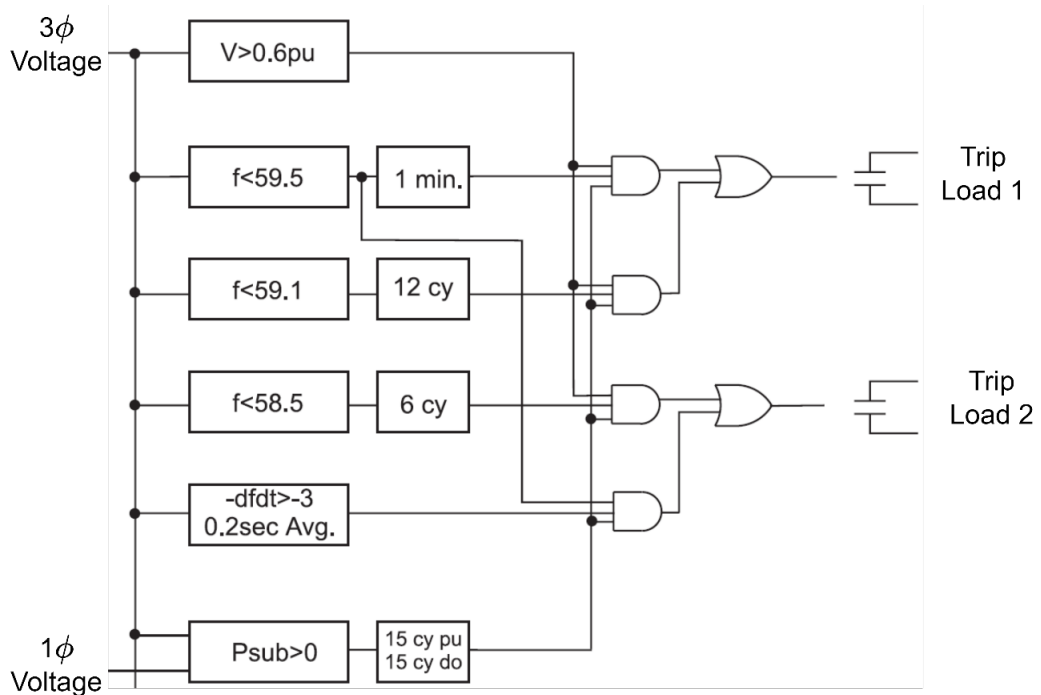 3ϕ
Voltage
V>0.6pu
f<59.5
1 min.
Trip
Load 1
f<59.1
12 cy
f<58.5
6 cy
Trip
Load 2
-dfdt>-3
0.2sec Avg.
Psub>0
15 cy pu
15 cy do
1ϕ
Voltage